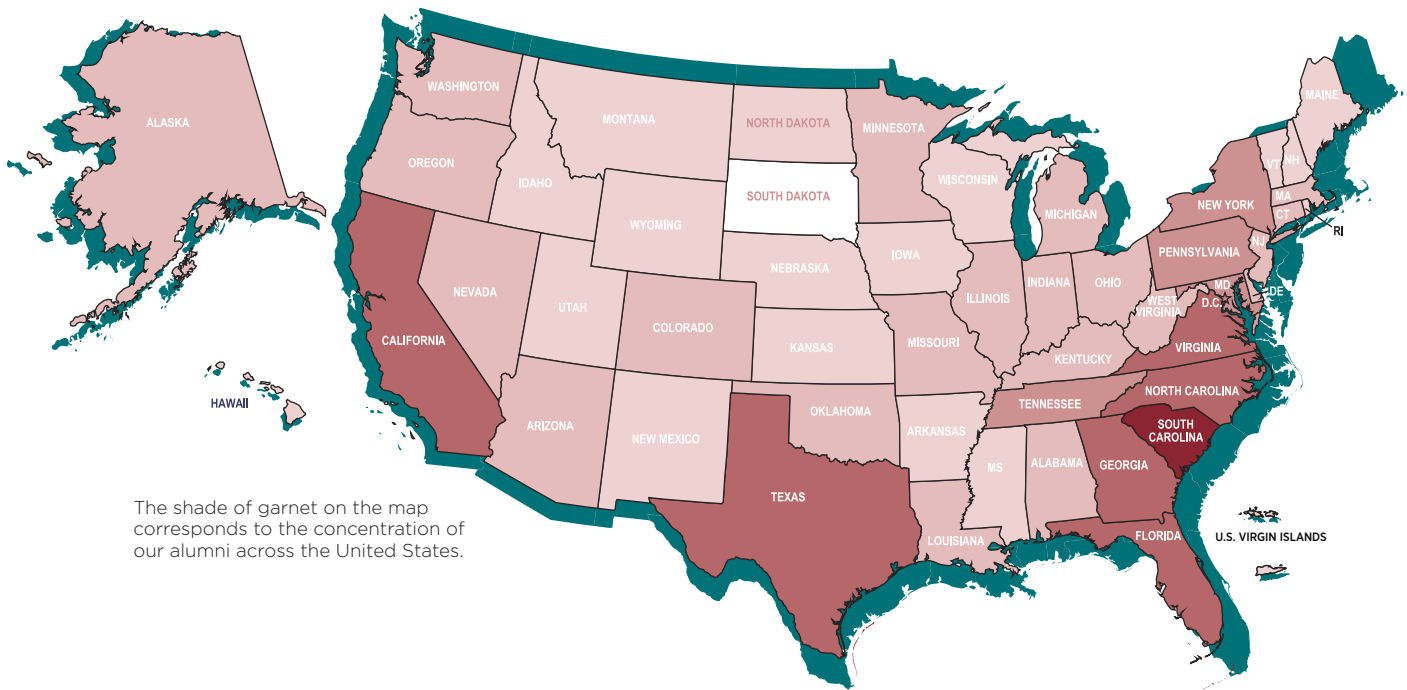 WASHINGTON
MONTANA
NORTH DAKOTA
MINNESOTA
MAINE
ALASKA
OREGON
IDAHO
WISCONSIN
VT
NH
SOUTH DAKOTA
MICHIGAN
NEW YORK
MA
CT
RI
WYOMING
PENNSYLVANIA
NJ
IOWA
NEBRASKA
NEVADA
UTAH
ILLINOIS
INDIANA
OHIO
MD
DE
D.C.
WEST
VIRGINIA
COLORADO
CALIFORNIA
KANSAS
MISSOURI
VIRGINIA
KENTUCKY
HAWAII
NORTH CAROLINA
TENNESSEE
OKLAHOMA
ARIZONA
NEW MEXICO
ARKANSAS
SOUTH
CAROLINA
MS
ALABAMA
GEORGIA
TEXAS
The shade of garnet on the map
corresponds to the concentration of
our alumni across the United States.
LOUISIANA
FLORIDA
U.S. VIRGIN ISLANDS